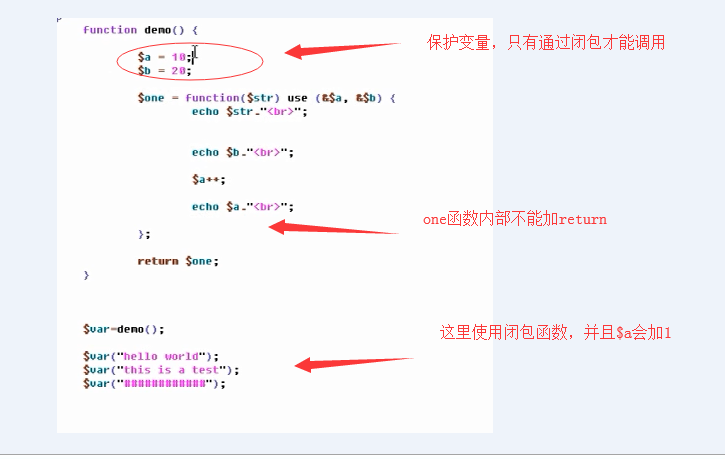 function demo() {
$a = 10;
$b = 20;
保护变量，只有通过闭包才能调用
$one = function($str) use (&$a, &$b) {
echo $str."<br>";
echo $b."<br>";
$a++;
echo $a."<br>";
one函数内部不能加return
};
return $one;
}
$var=demo();
这里使用闭包函数，并且$a会加1
$var("hello world");
$var("this is a test");
$var("############");